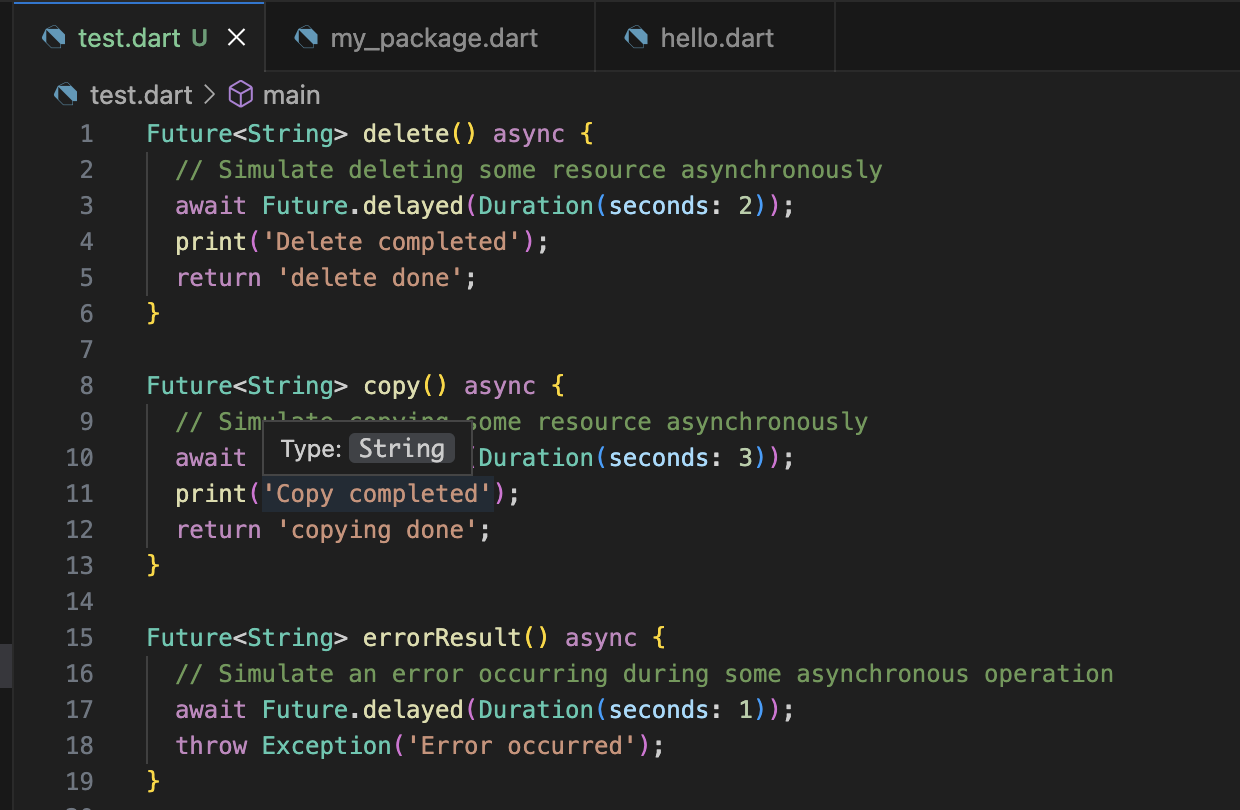 test.dart U
my_package.dart
hello.dart
test.dart > main
1 Future<String> delete() async {
2 // Simulate deleting some resource asynchronously
3 await Future.delayed(Duration(seconds: 2));
4 print('Delete completed');
5 return 'delete done';
6 }
7
8 Future<String> copy() async {
9 // Simulate copying some resource asynchronously
Type: String
10 await (Duration(seconds: 3));
11 print('Copy completed');
12 return 'copying done';
13 }
14
15 Future<String> errorResult() async {
16 // Simulate an error occurring during some asynchronous operation
17 await Future.delayed(Duration(seconds: 1));
18 throw Exception('Error occurred');
19 }